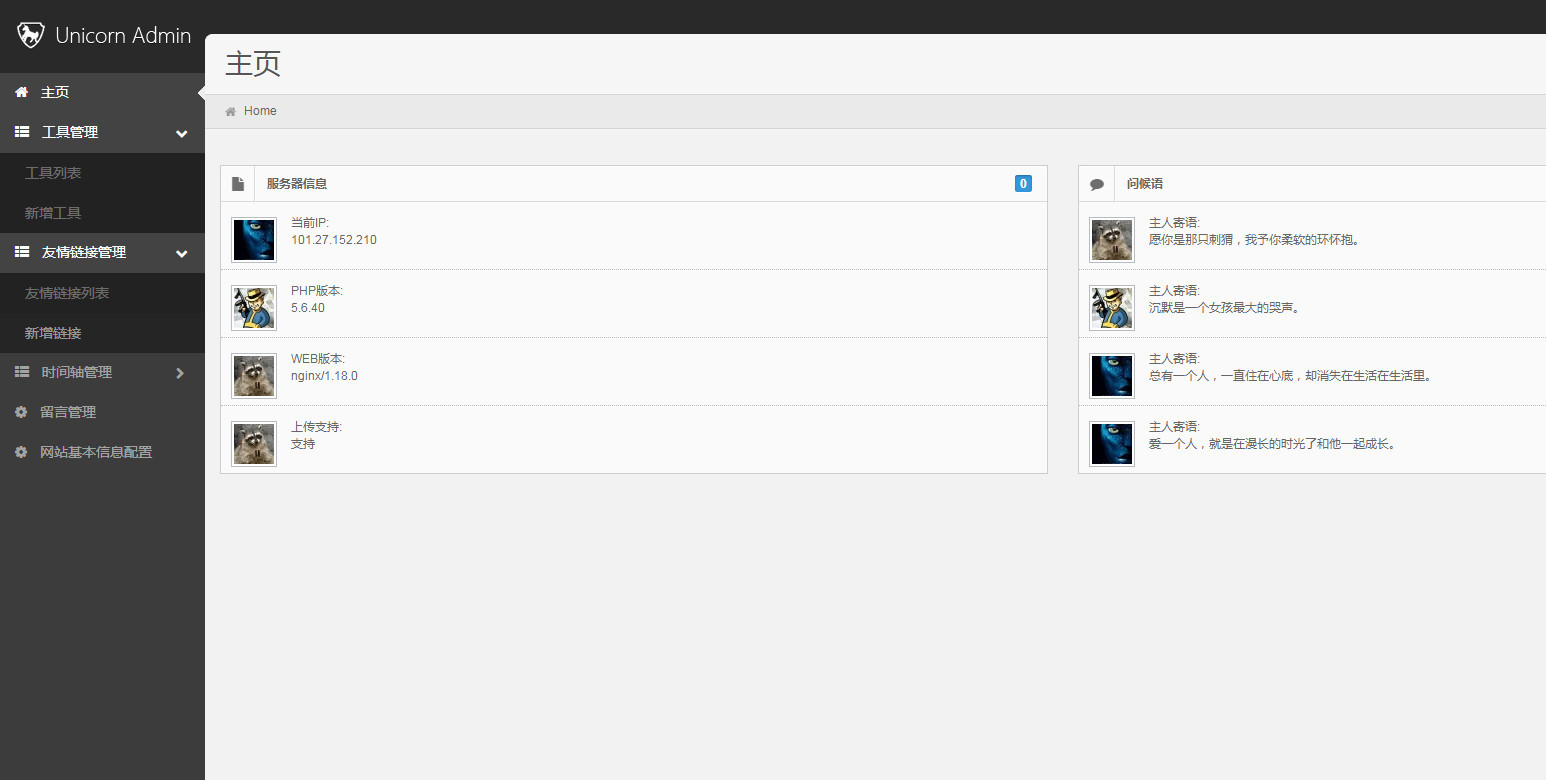 Unicorn Admin
主页
工具管理
工具列表
新增工具
友情链接管理
友情链接列表
新增链接
时间轴管理
留言管理
网站基本信息配置
主页
Home
服务器信息
0
当前IP:
101.27.152.210
PHP版本:
5.6.40
WEB版本:
nginx/1.18.0
上传支持:
支持
问候语
主人寄语:
愿你是那只刺猬，我予你柔软的环怀抱。
主人寄语:
沉默是一个女孩最大的哭声。
主人寄语:
总有一个人，一直住在心底，却消失在生活在生活里。
主人寄语:
爱一个人，就是在漫长的时光了和他一起成长。